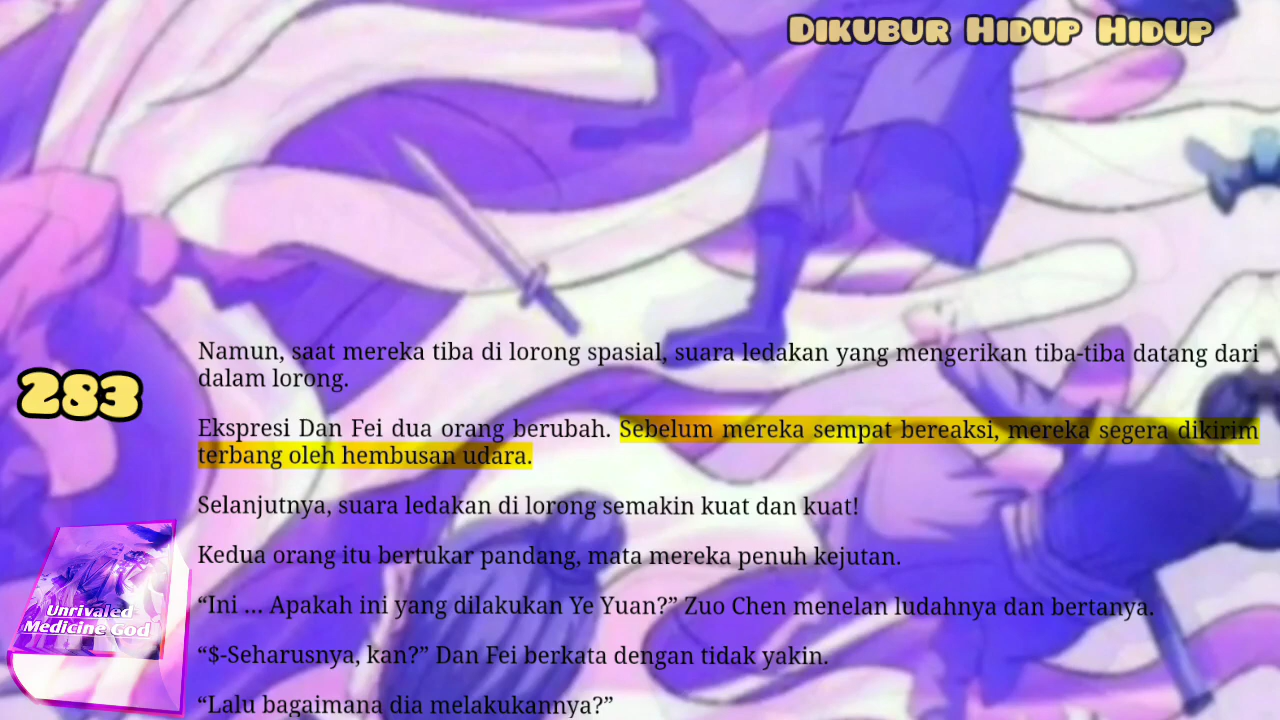 Dikubur Hidup Hidup
Namun, saat mereka tiba di lorong spasial, suara ledakan yang mengerikan tiba-tiba datang dari
dalam lorong.
283
Ekspresi Dan Fei dua orang berubah. Sebelum mereka sempat bereaksi, mereka segera dikirim
terbang oleh hembusan udara.
Selanjutnya, suara ledakan di lorong semakin kuat dan kuat!
Kedua orang itu bertukar pandang, mata mereka penuh kejutan.
“Ini ... Apakah ini yang dilakukan Ye Yuan?” Zuo Chen menelan ludahnya dan bertanya.
“$-Seharusnya, kan?” Dan Fei berkata dengan tidak yakin.
“Lalu bagaimana dia melakukannya?”
Unrivaled
Medicine God